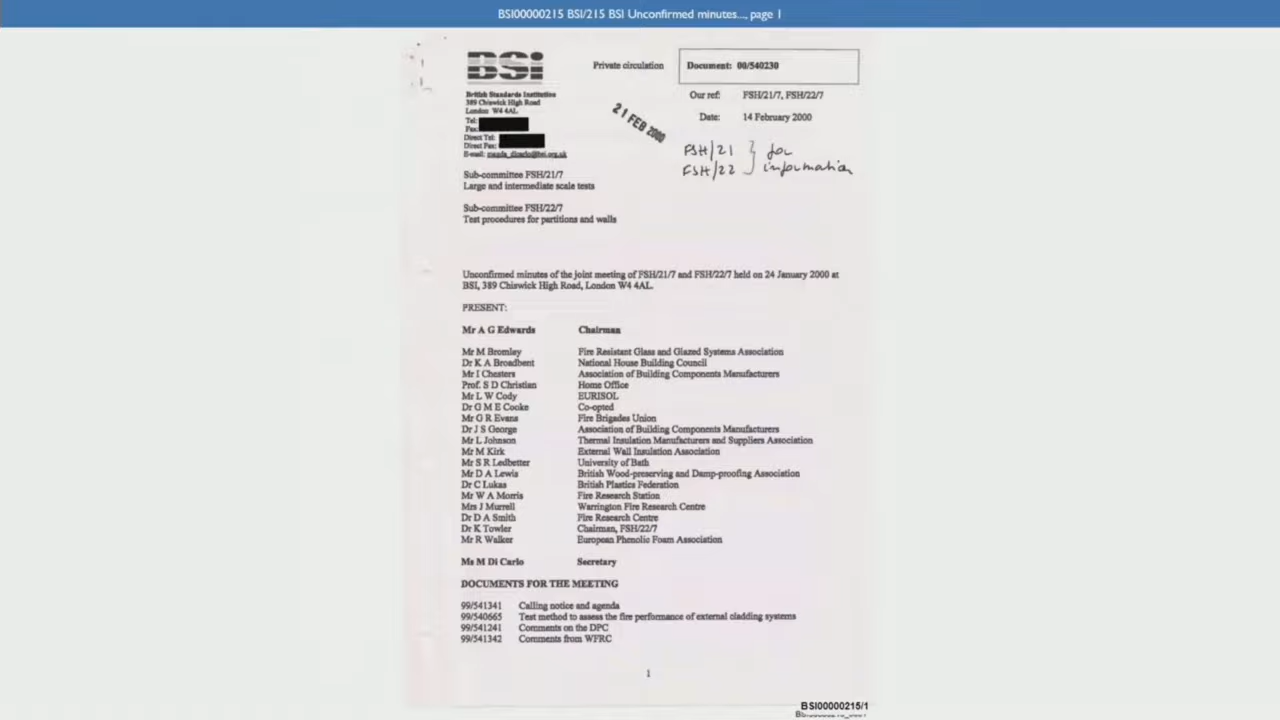 BSI00000215 BSI/215 BSI Unconfirmed minutes..., page 1
BSi
Private circulation
Document: 00/540230
British Standards Institution
389 Chiswick High Road
London W4 4AL
Tel:
Fax:
Direct Tel:
Direct Fax:
E-mail: magda_dicarlo@bsi.org.uk
Our ref: FSH/21/7, FSH/22/7
Date: 14 February 2000
21 FEB 2000
FSH/21 } for
FSH/22 } information
Sub-committee FSH/21/7
Large and intermediate scale tests
Sub-committee FSH/22/7
Test procedures for partitions and walls
Unconfirmed minutes of the joint meeting of FSH/21/7 and FSH/22/7 held on 24 January 2000 at
BSI, 389 Chiswick High Road, London W4 4AL.
PRESENT:
Mr A G Edwards Chairman
Mr M Bromley Fire Resistant Glass and Glazed Systems Association
Dr K A Broadbent National House Building Council
Mr I Chesters Association of Building Components Manufacturers
Prof. S D Christian Home Office
Mr L W Cody EURISOL
Dr G M E Cooke Co-opted
Mr G R Evans Fire Brigades Union
Dr J S George Association of Building Components Manufacturers
Mr L Johnson Thermal Insulation Manufacturers and Suppliers Association
Mr M Kirk External Wall Insulation Association
Mr S R Ledbetter University of Bath
Mr D A Lewis British Wood-preserving and Damp-proofing Association
Dr C Lukas British Plastics Federation
Mr W A Morris Fire Research Station
Mrs J Murrell Warrington Fire Research Centre
Dr D A Smith Fire Research Centre
Dr K Towler Chairman, FSH/22/7
Mr R Walker European Phenolic Foam Association
Ms M Di Carlo Secretary
DOCUMENTS FOR THE MEETING
99/541341 Calling notice and agenda
99/540665 Test method to assess the fire performance of external cladding systems
99/541241 Comments on the DPC
99/541342 Comments from WFRC
1
BSI00000215/1